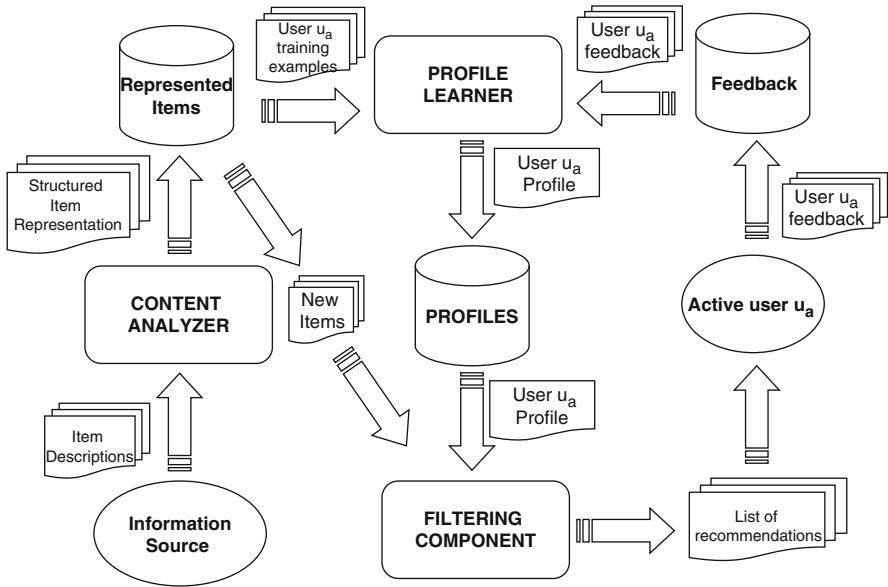 User uₐ
training
examples
User uₐ
feedback
Represented
Items
PROFILE
LEARNER
Feedback
Structured
Item
Representation
User uₐ
Profile
User uₐ
feedback
CONTENT
ANALYZER
New
Items
PROFILES
Active user uₐ
User uₐ
Profile
Item
Descriptions
Information
Source
FILTERING
COMPONENT
List of
recommendations